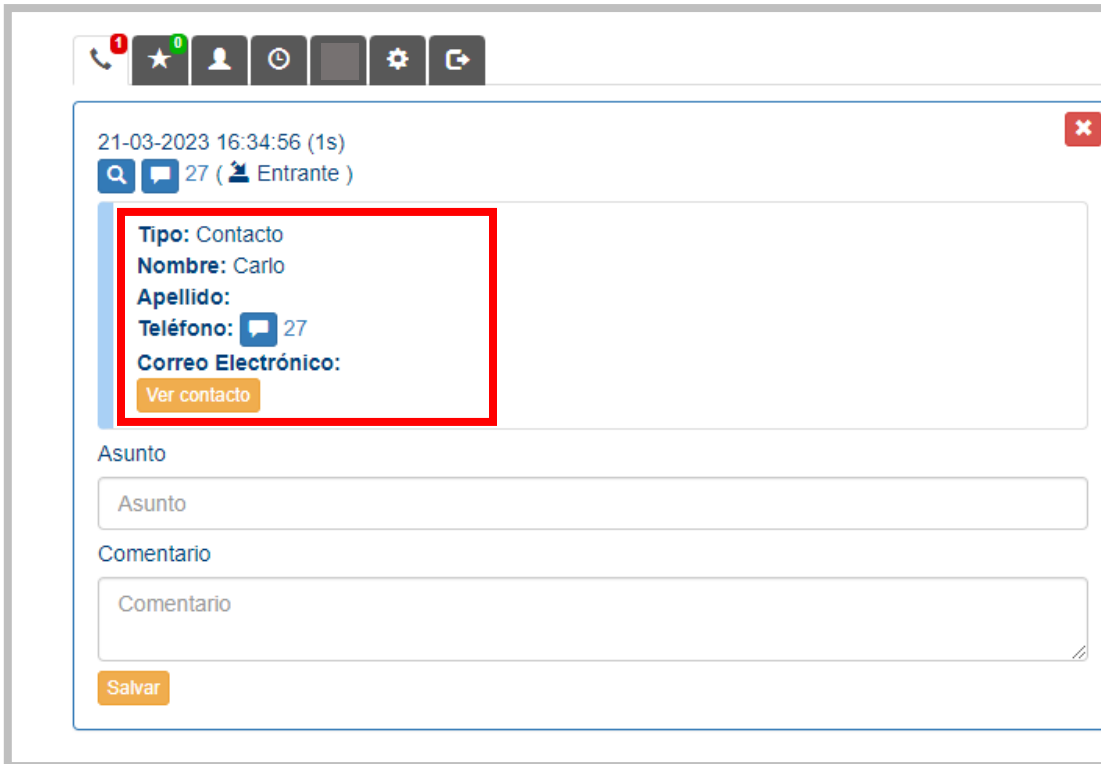 1
0
21-03-2023 16:34:56 (1s)
27 ( Entrante )
Tipo: Contacto
Nombre: Carlo
Apellido:
Teléfono: 27
Correo Electrónico:
Ver contacto
Asunto
Asunto
Comentario
Comentario
Salvar